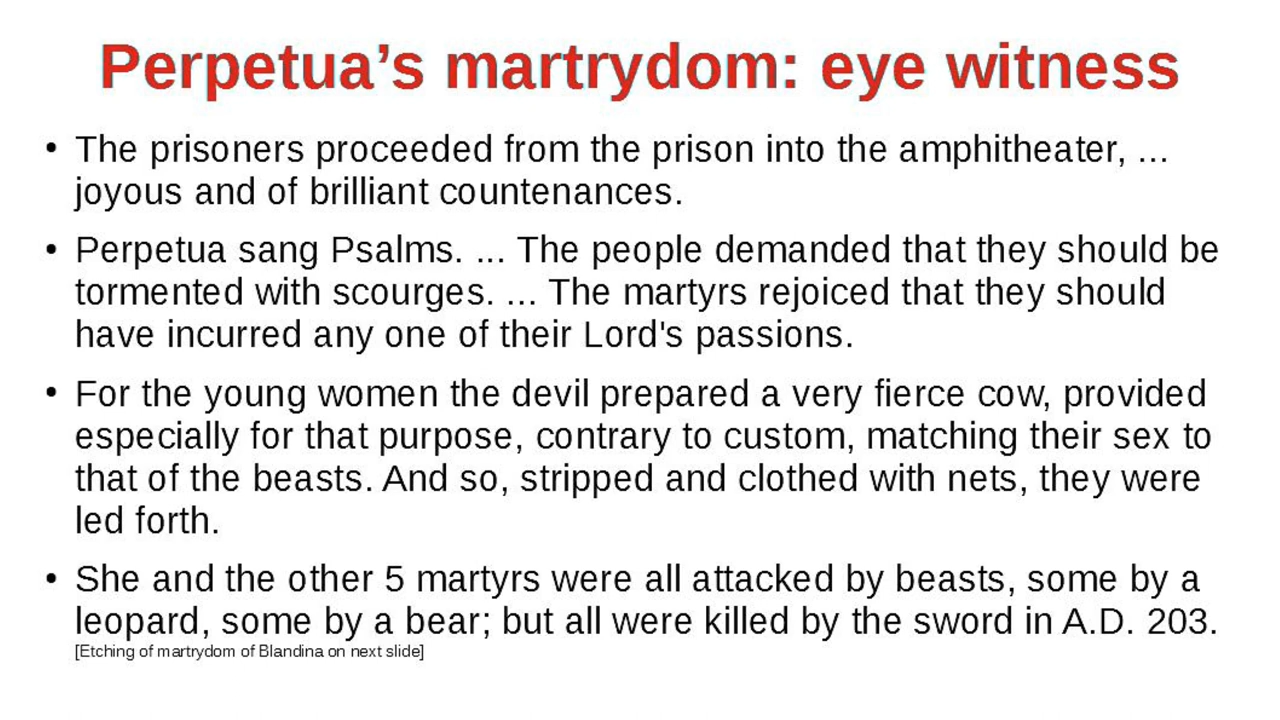 Perpetua’s martrydom: eye witness
• The prisoners proceeded from the prison into the amphitheater, ...
joyous and of brilliant countenances.
• Perpetua sang Psalms. ... The people demanded that they should be
tormented with scourges. ... The martyrs rejoiced that they should
have incurred any one of their Lord's passions.
• For the young women the devil prepared a very fierce cow, provided
especially for that purpose, contrary to custom, matching their sex to
that of the beasts. And so, stripped and clothed with nets, they were
led forth.
• She and the other 5 martyrs were all attacked by beasts, some by a
leopard, some by a bear; but all were killed by the sword in A.D. 203.
[Etching of martrydom of Blandina on next slide]